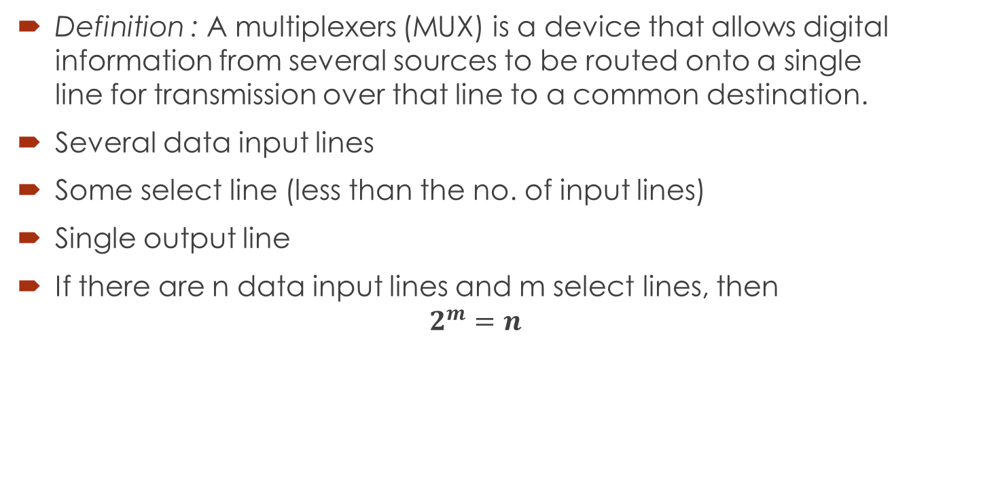 Definition : A multiplexers (MUX) is a device that allows digital
information from several sources to be routed onto a single
line for transmission over that line to a common destination.
Several data input lines
Some select line (less than the no. of input lines)
Single output line
If there are n data input lines and m select lines, then
2ᵐ = n